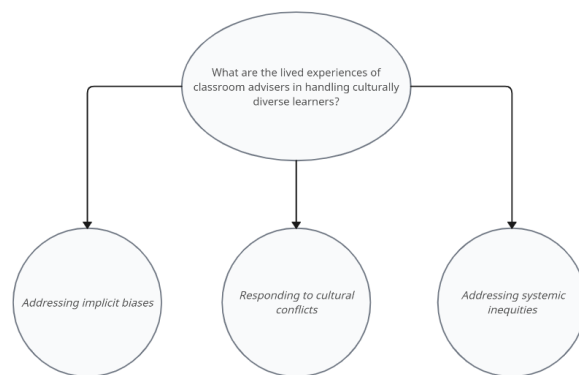 What are the lived experiences of
classroom advisers in handling culturally
diverse learners?
Addressing implicit biases
Responding to cultural
conflicts
Addressing systemic
inequities